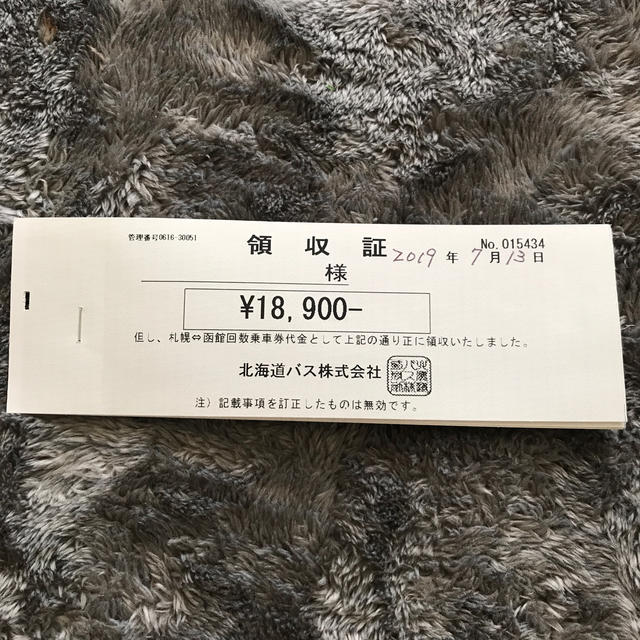 管理番号0616-30051
領収証
No.015434
2019年7月13日
様
¥18,900-
但し、札幌⇔函館回数乗車券代金として上記の通り正に領収いたしました。
北海道バス株式会社
注）記載事項を訂正したものは無効です。